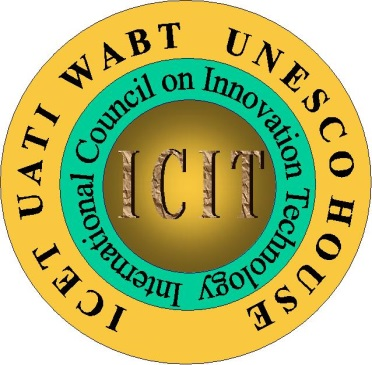 ICET UATI WABT UNESCO HOUSE
International Council on Innovation Technology
ICIT